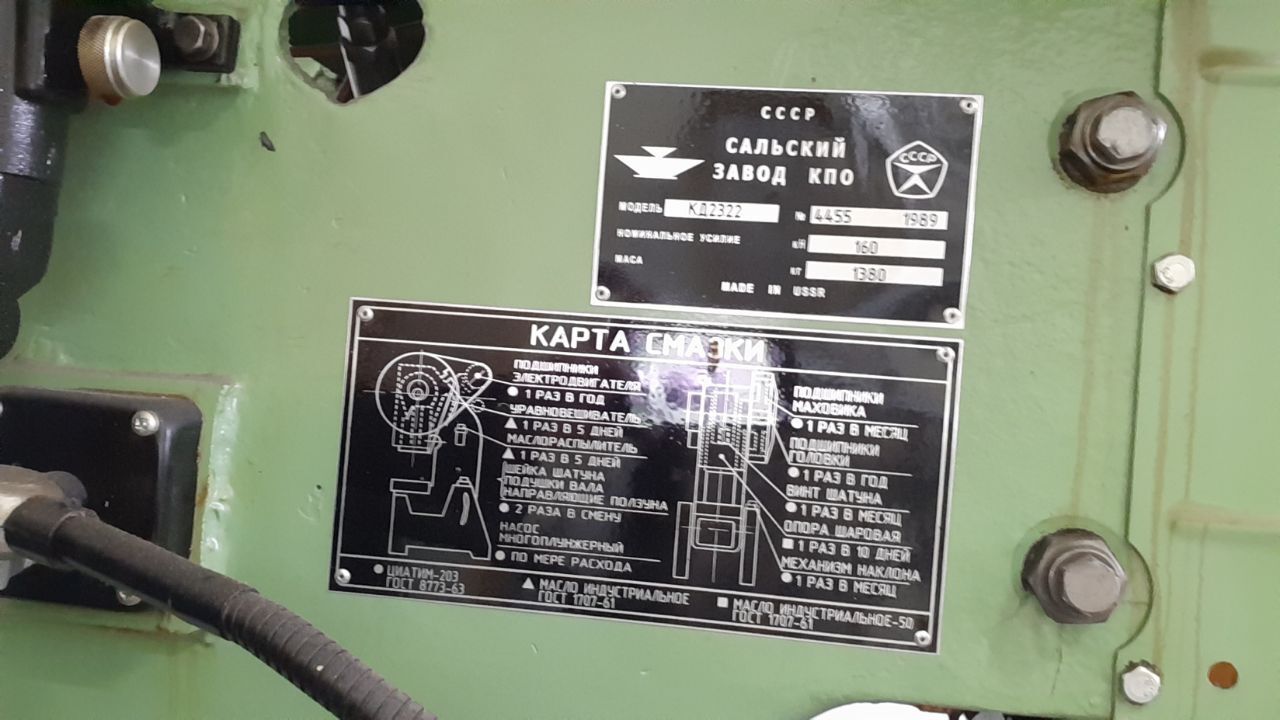 СССР
САЛЬСКИЙ
ЗАВОД КПО
СССР
МОДЕЛЬ КД2322 № 4455 1989
НОМИНАЛЬНОЕ УСИЛИЕ кН 160
МАСА кг 1380
MADE IN USSR
КАРТА СМАЗКИ
ПОДШИПНИКИ
ЭЛЕКТРОДВИГАТЕЛЯ
● 1 РАЗ В ГОД
УРАВНОВЕШИВАТЕЛЬ
▲ 1 РАЗ В 5 ДНЕЙ
МАСЛОРАСПЫЛИТЕЛЬ
▲ 1 РАЗ В 5 ДНЕЙ
ШЕЙКА ШАТУНА
ПОДУШКИ ВАЛА
НАПРАВЛЯЮЩИЕ ПОЛЗУНА
● 2 РАЗА В СМЕНУ
НАСОС
МНОГОПЛУНЖЕРНЫЙ
● ПО МЕРЕ РАСХОДА
ПОДШИПНИКИ
МАХОВИКА
● 1 РАЗ В МЕСЯЦ
ПОДШИПНИКИ
ГОЛОВКИ
● 1 РАЗ В ГОД
ВИНТ ШАТУНА
● 1 РАЗ В МЕСЯЦ
ОПОРА ШАРОВАЯ
■ 1 РАЗ В 10 ДНЕЙ
МЕХАНИЗМ НАКЛОНА
● 1 РАЗ В МЕСЯЦ
● ЦИАТИМ-203
ГОСТ 8773-63
▲ МАСЛО ИНДУСТРИАЛЬНОЕ
ГОСТ 1707-61
■ МАСЛО ИНДУСТРИАЛЬНОЕ-50
ГОСТ 1707-61